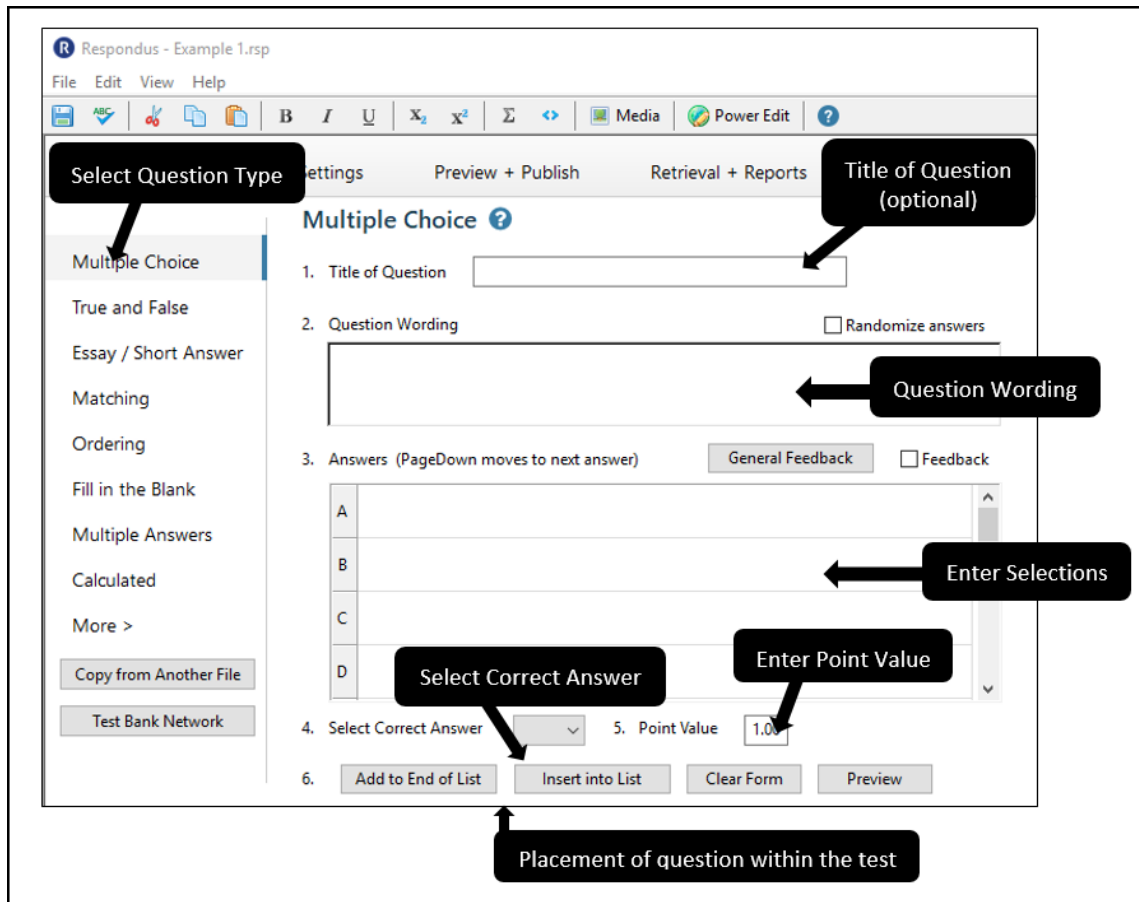 Respondus - Example 1.rsp
File Edit View Help
ABC B I U X₂ X² Σ <> Media Power Edit ?
Select Question Type
ettings Preview + Publish Retrieval + Reports
Title of Question
(optional)
Multiple Choice ?
Multiple Choice
True and False
Essay / Short Answer
Matching
Ordering
Fill in the Blank
Multiple Answers
Calculated
More >
Copy from Another File
Test Bank Network
1. Title of Question
2. Question Wording Randomize answers
Question Wording
3. Answers (PageDown moves to next answer) General Feedback Feedback
A
B
Enter Selections
C
D
Select Correct Answer
Enter Point Value
4. Select Correct Answer 5. Point Value 1.00
6. Add to End of List Insert into List Clear Form Preview
Placement of question within the test